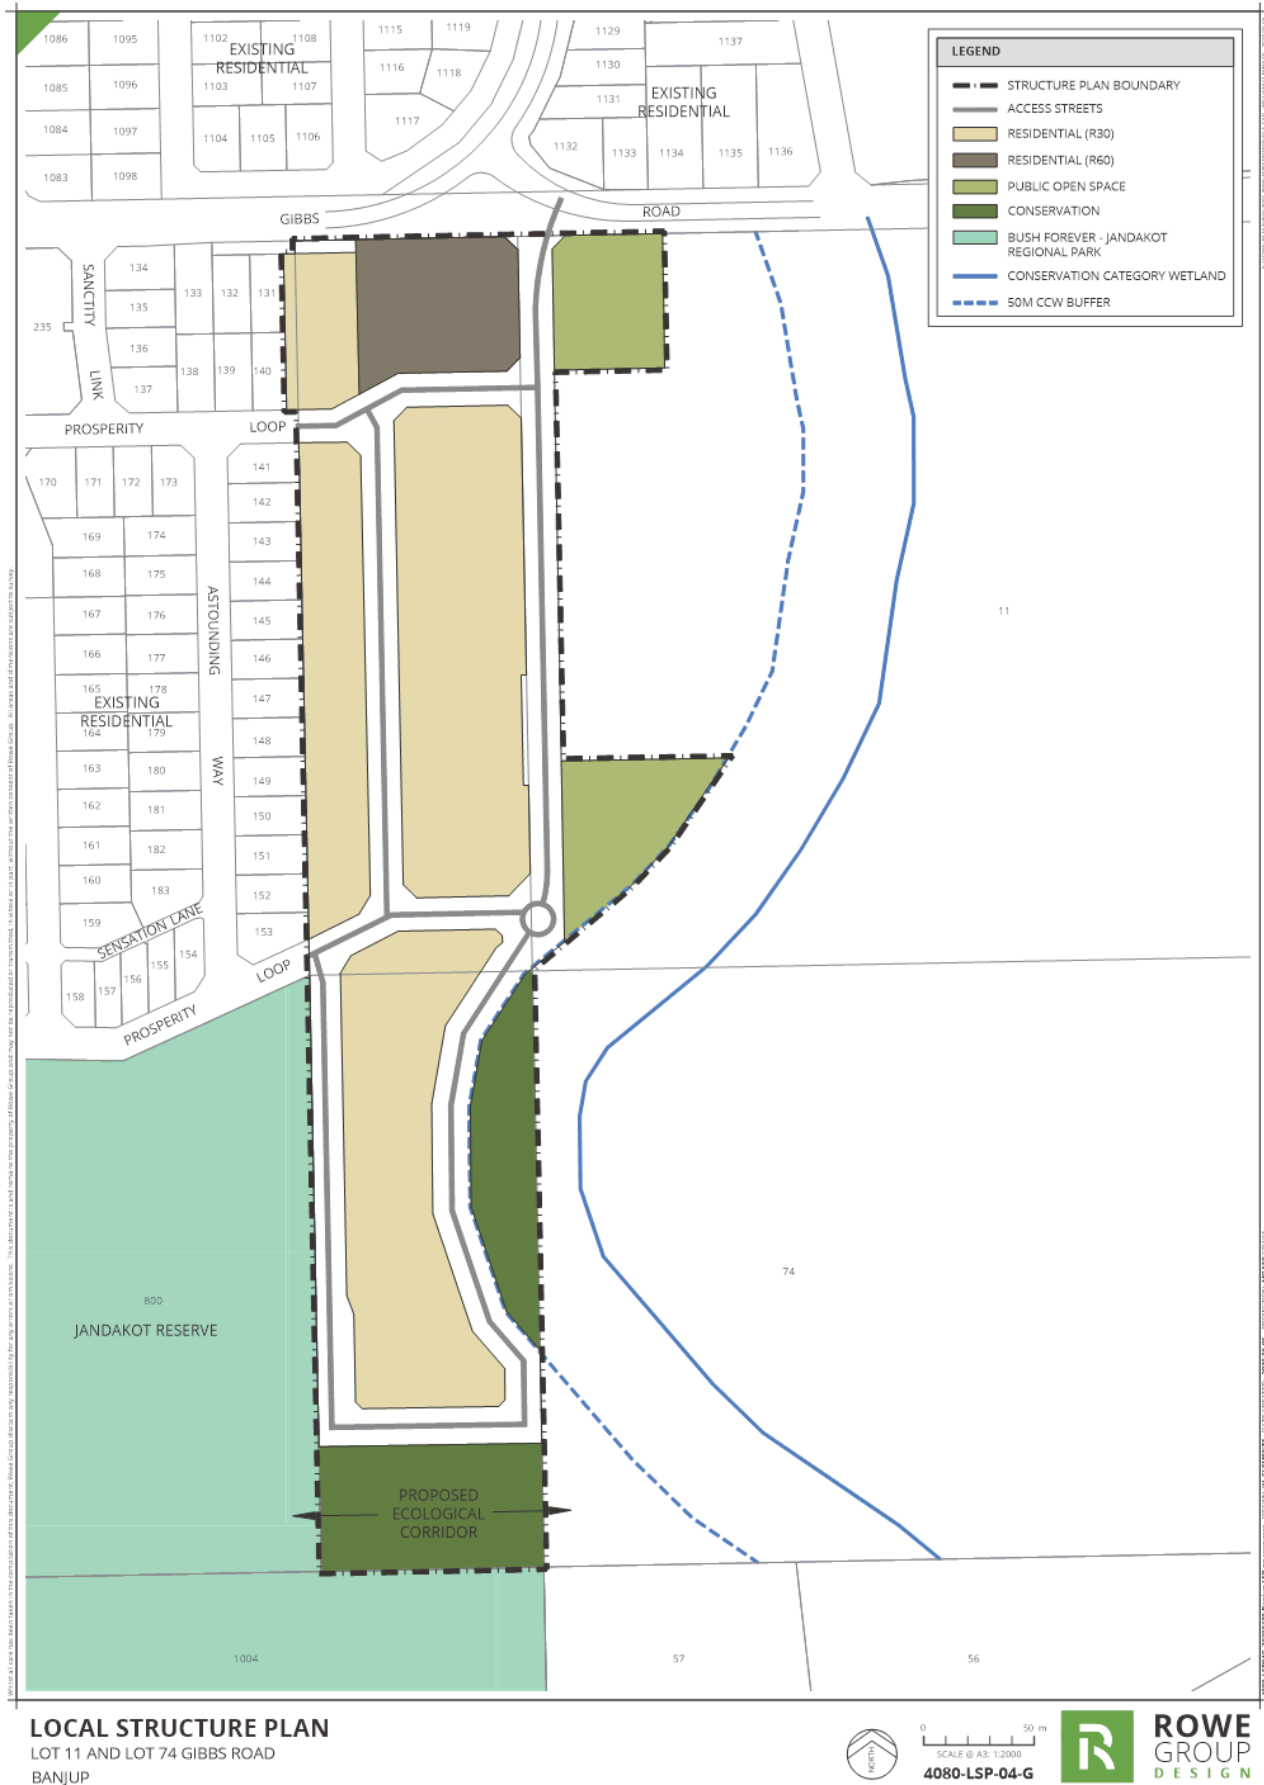 1086
1095
1102
1108
EXISTING
RESIDENTIAL
1115
1119
1129
1137
1116
1118
1130
1085
1096
1103
1107
1131
EXISTING
RESIDENTIAL
1117
1084
1097
1104
1105
1106
1132
1133
1134
1135
1136
1083
1098
GIBBS
ROAD
LEGEND
STRUCTURE PLAN BOUNDARY
ACCESS STREETS
RESIDENTIAL (R30)
RESIDENTIAL (R60)
PUBLIC OPEN SPACE
CONSERVATION
BUSH FOREVER - JANDAKOT
REGIONAL PARK
CONSERVATION CATEGORY WETLAND
50M CCW BUFFER
SANCTITY
LINK
134
133
132
131
135
235
136
137
138
139
140
PROSPERITY
LOOP
170
171
172
173
141
142
169
174
143
168
175
144
167
176
145
166
177
146
165
178
147
EXISTING
RESIDENTIAL
164
179
148
163
180
149
162
181
150
161
182
151
160
183
152
159
153
ASTOUNDING
WAY
11
SENSATION LANE
154
155
156
157
158
LOOP
PROSPERITY
74
800
JANDAKOT RESERVE
PROPOSED
ECOLOGICAL
CORRIDOR
1004
57
56
LOCAL STRUCTURE PLAN
LOT 11 AND LOT 74 GIBBS ROAD
BANJUP
NORTH
0
50 m
SCALE @ A3: 1:2000
4080-LSP-04-G
R
ROWE
GROUP
DESIGN